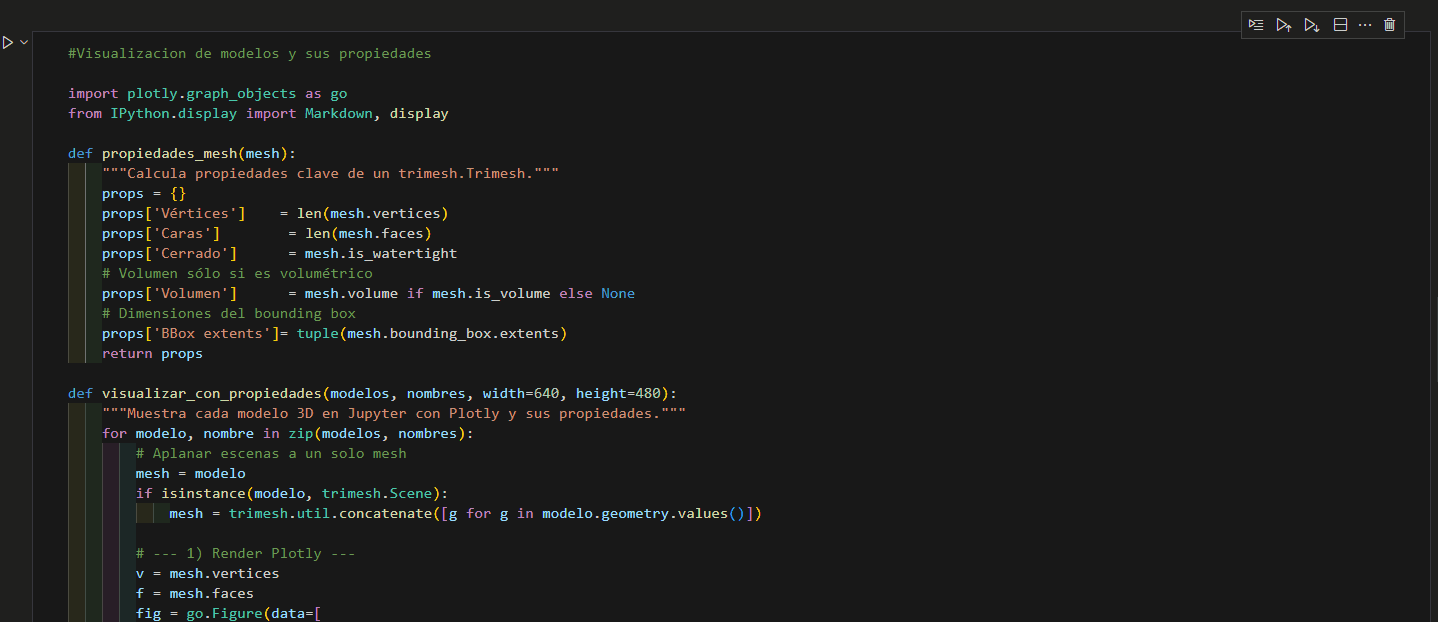 #Visualizacion de modelos y sus propiedades
import plotly.graph_objects as go
from IPython.display import Markdown, display
def propiedades_mesh(mesh):
    """Calcula propiedades clave de un trimesh.Trimesh."""
    props = {}
    props['Vértices']    = len(mesh.vertices)
    props['Caras']        = len(mesh.faces)
    props['Cerrado']      = mesh.is_watertight
    # Volumen sólo si es volumétrico
    props['Volumen']      = mesh.volume if mesh.is_volume else None
    # Dimensiones del bounding box
    props['BBox extents']= tuple(mesh.bounding_box.extents)
    return props
def visualizar_con_propiedades(modelos, nombres, width=640, height=480):
    """Muestra cada modelo 3D en Jupyter con Plotly y sus propiedades."""
    for modelo, nombre in zip(modelos, nombres):
        # Aplanar escenas a un solo mesh
        mesh = modelo
        if isinstance(modelo, trimesh.Scene):
            mesh = trimesh.util.concatenate([g for g in modelo.geometry.values()])
        # --- 1) Render Plotly ---
        v = mesh.vertices
        f = mesh.faces
        fig = go.Figure(data=[